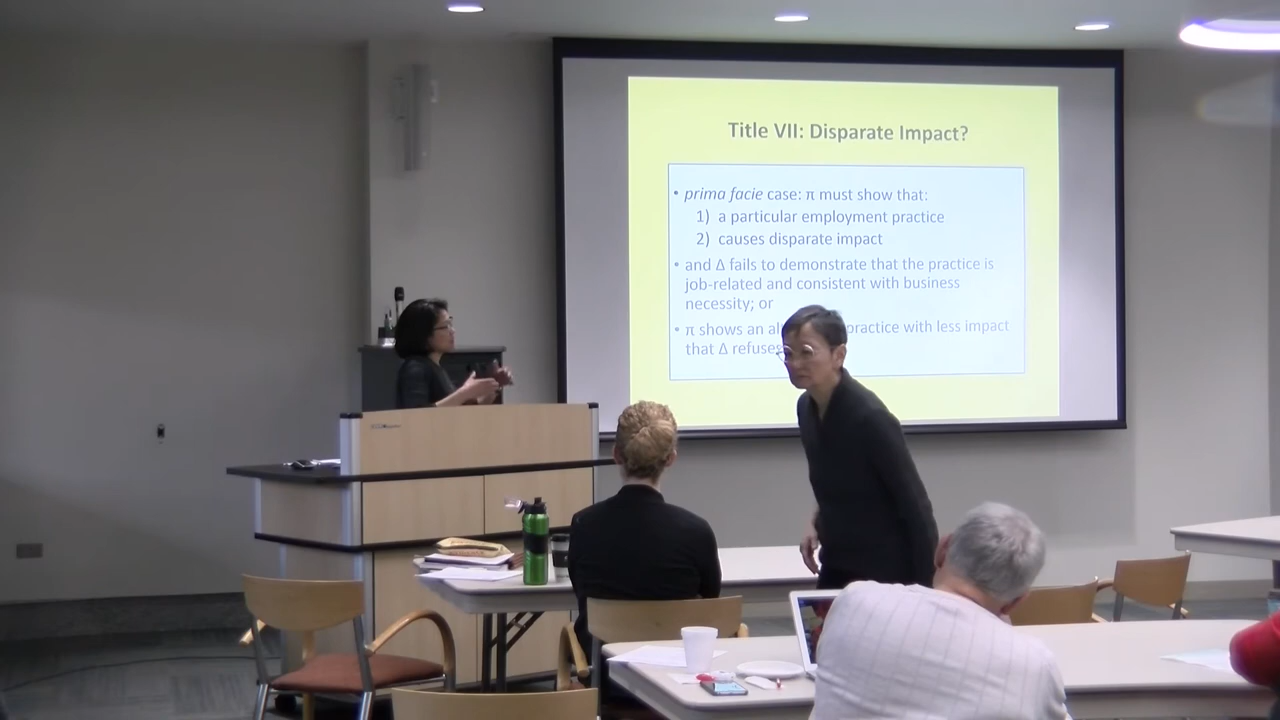 Title VII: Disparate Impact?
• prima facie case: π must show that:
1) a particular employment practice
2) causes disparate impact
• and Δ fails to demonstrate that the practice is
job-related and consistent with business
necessity; or
• π shows an practice with less impact
that Δ refuses